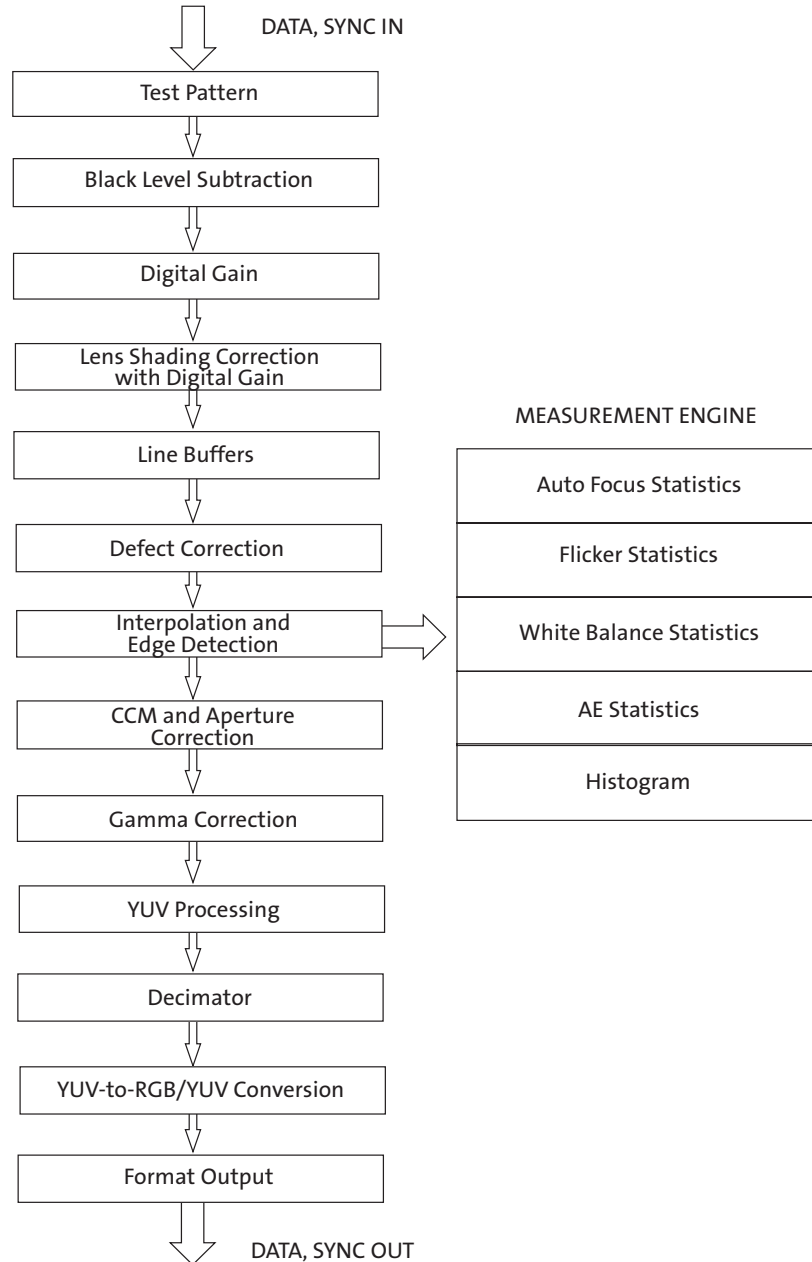 DATA, SYNC IN
Test Pattern
Black Level Subtraction
Digital Gain
Lens Shading Correction
with Digital Gain
Line Buffers
Defect Correction
Interpolation and
Edge Detection
CCM and Aperture
Correction
Gamma Correction
YUV Processing
Decimator
YUV-to-RGB/YUV Conversion
Format Output
DATA, SYNC OUT
MEASUREMENT ENGINE
Auto Focus Statistics
Flicker Statistics
White Balance Statistics
AE Statistics
Histogram